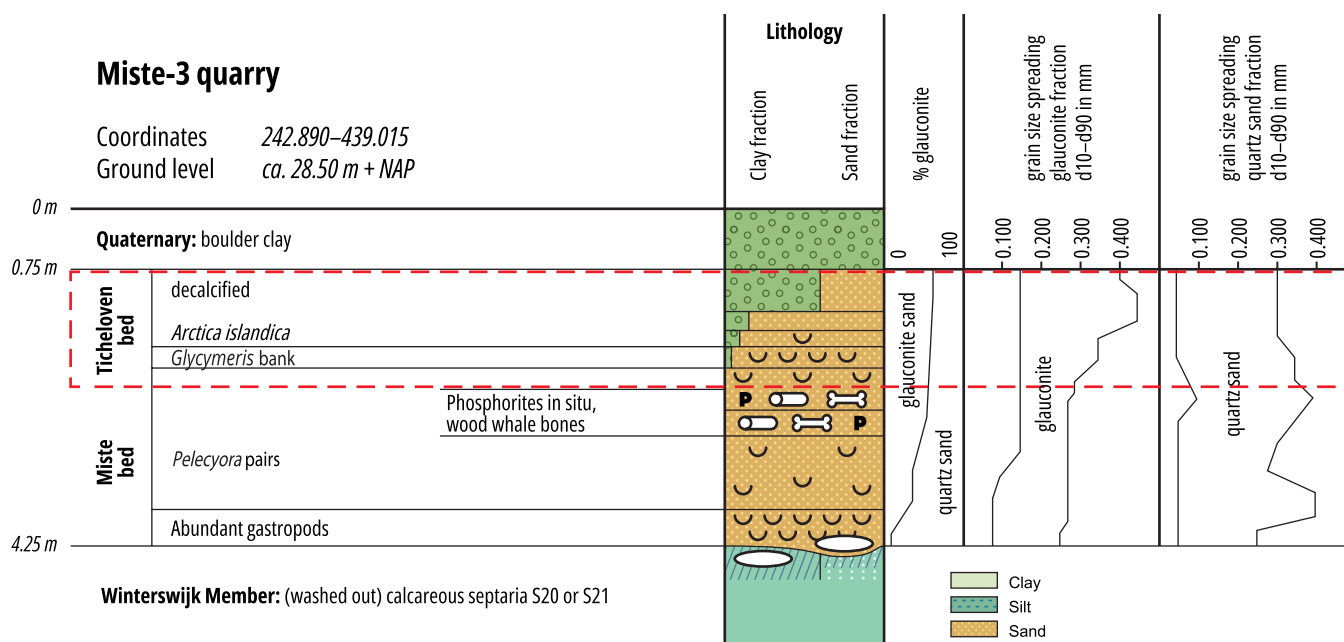 Miste-3 quarry
Coordinates 242.890–439.015
Ground level ca. 28.50 m + NAP
Lithology
Clay fraction
Sand fraction
% glauconite
grain size spreading
glauconite fraction
d10–d90 in mm
grain size spreading
quartz sand fraction
d10–d90 in mm
0 m
Quaternary: boulder clay
0.75 m
0
100
0.100
0.200
0.300
0.400
0.100
0.200
0.300
0.400
Ticheloven
bed
decalcified
Arctica islandica
Glycymeris bank
Phosphorites in situ,
wood whale bones
P
P
Miste
bed
Pelecyora pairs
Abundant gastropods
glauconite sand
quartz sand
glauconite
quartz sand
4.25 m
Winterswijk Member: (washed out) calcareous septaria S20 or S21
Clay
Silt
Sand